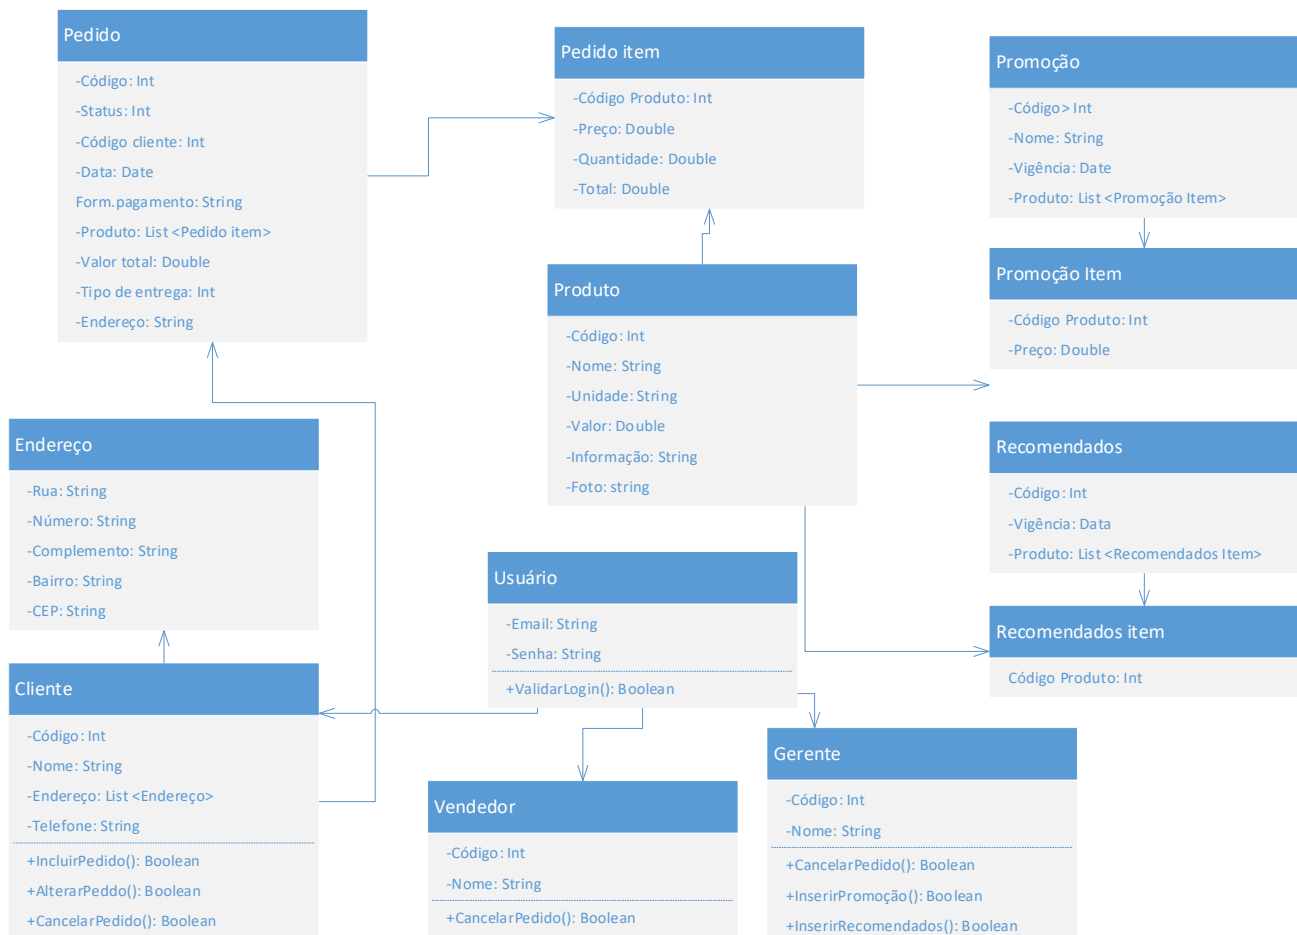 Pedido
-Código: Int
-Status: Int
-Código cliente: Int
-Data: Date
Form.pagamento: String
-Produto: List <Pedido item>
-Valor total: Double
-Tipo de entrega: Int
-Endereço: String
Pedido item
-Código Produto: Int
-Preço: Double
-Quantidade: Double
-Total: Double
Promoção
-Código> Int
-Nome: String
-Vigência: Date
-Produto: List <Promoção Item>
Promoção Item
-Código Produto: Int
-Preço: Double
Produto
-Código: Int
-Nome: String
-Unidade: String
-Valor: Double
-Informação: String
-Foto: string
Endereço
-Rua: String
-Número: String
-Complemento: String
-Bairro: String
-CEP: String
Recomendados
-Código: Int
-Vigência: Data
-Produto: List <Recomendados Item>
Recomendados item
Código Produto: Int
Usuário
-Email: String
-Senha: String
+ValidarLogin(): Boolean
Cliente
-Código: Int
-Nome: String
-Endereço: List <Endereço>
-Telefone: String
+IncluirPedido(): Boolean
+AlterarPeddo(): Boolean
+CancelarPedido(): Boolean
Vendedor
-Código: Int
-Nome: String
+CancelarPedido(): Boolean
Gerente
-Código: Int
-Nome: String
+CancelarPedido(): Boolean
+InserirPromoção(): Boolean
+InserirRecomendados(): Boolean